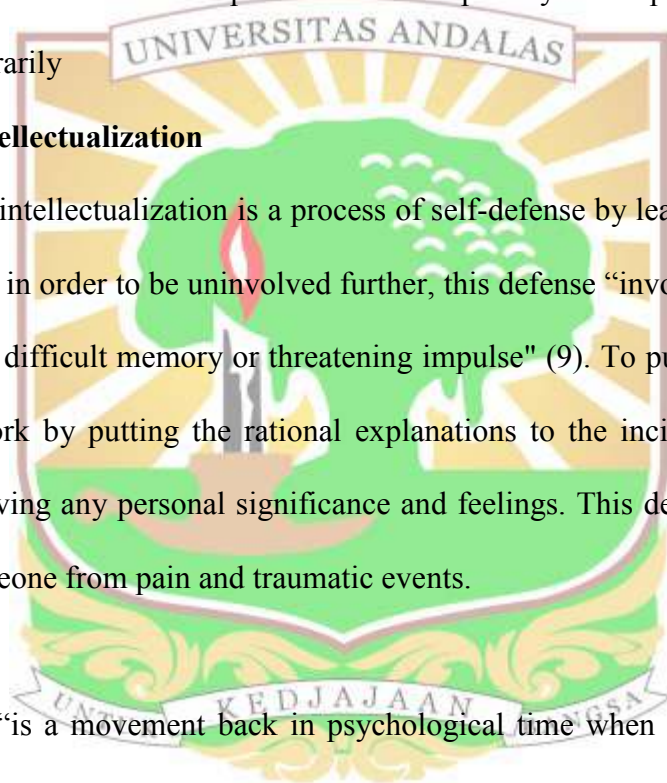 UNIVERSITAS ANDALAS
rarily
ellectualization
intellectualization is a process of self-defense by lea
in order to be uninvolved further, this defense “invo
difficult memory or threatening impulse" (9). To pu
ork by putting the rational explanations to the inci
ving any personal significance and feelings. This de
eone from pain and traumatic events.
UNTUK KEDJAJAAN BANGSA
“is a movement back in psychological time when